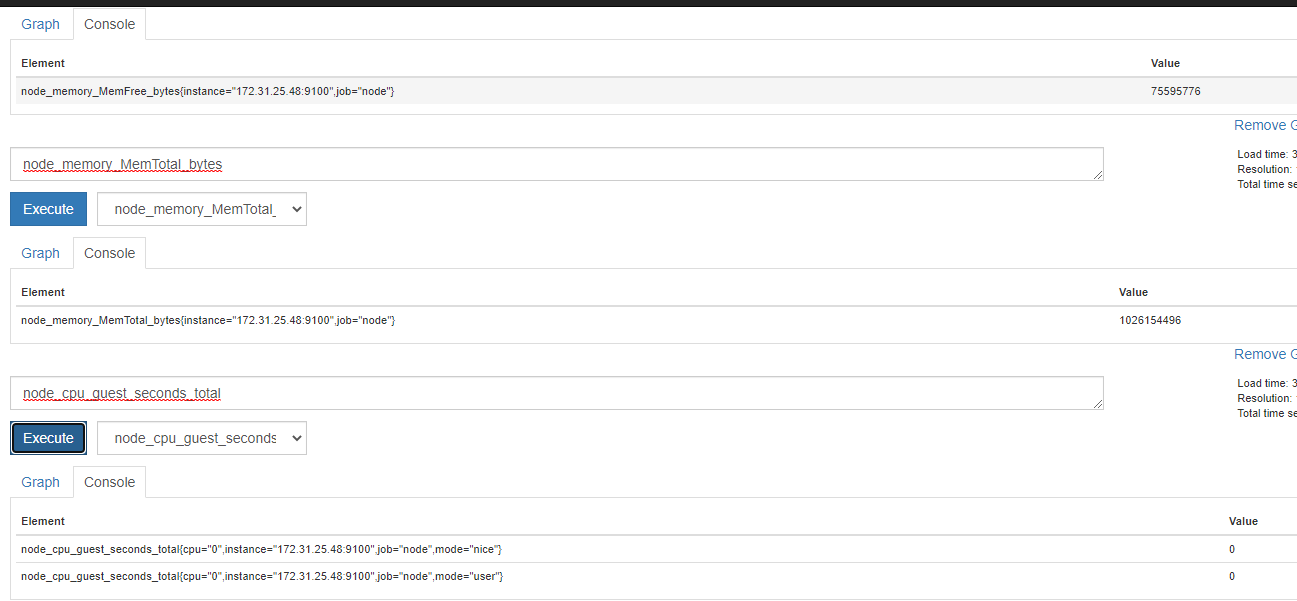 Graph Console
Element Value
node_memory_MemFree_bytes{instance="172.31.25.48:9100",job="node"} 75595776
Remove G
node_memory_MemTotal_bytes
Load time: 3
Resolution:
Total time se
Execute node_memory_MemTotal_
Graph Console
Element Value
node_memory_MemTotal_bytes{instance="172.31.25.48:9100",job="node"} 1026154496
Remove G
node_cpu_guest_seconds_total
Load time: 3
Resolution:
Total time se
Execute node_cpu_guest_seconds
Graph Console
Element Value
node_cpu_guest_seconds_total{cpu="0",instance="172.31.25.48:9100",job="node",mode="nice"} 0
node_cpu_guest_seconds_total{cpu="0",instance="172.31.25.48:9100",job="node",mode="user"} 0